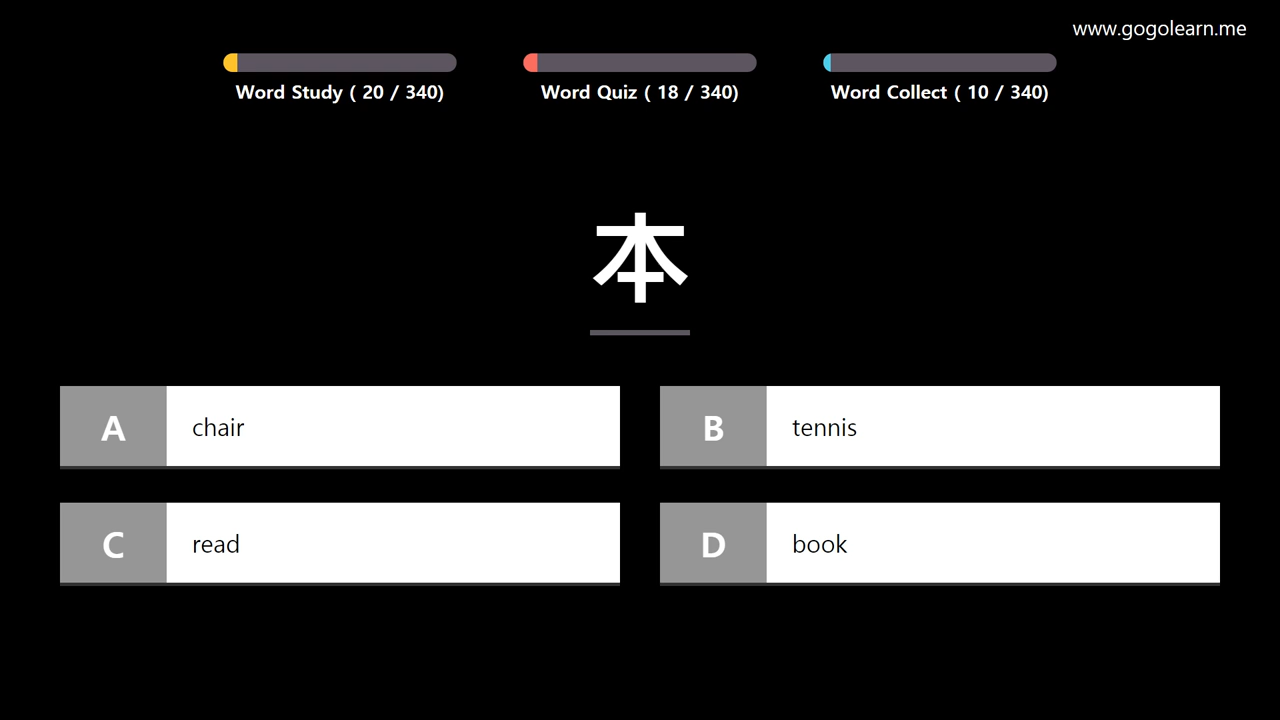 www.gogolearn.me
Word Study ( 20 / 340)
Word Quiz ( 18 / 340)
Word Collect ( 10 / 340)
本
A chair
B tennis
C read
D book